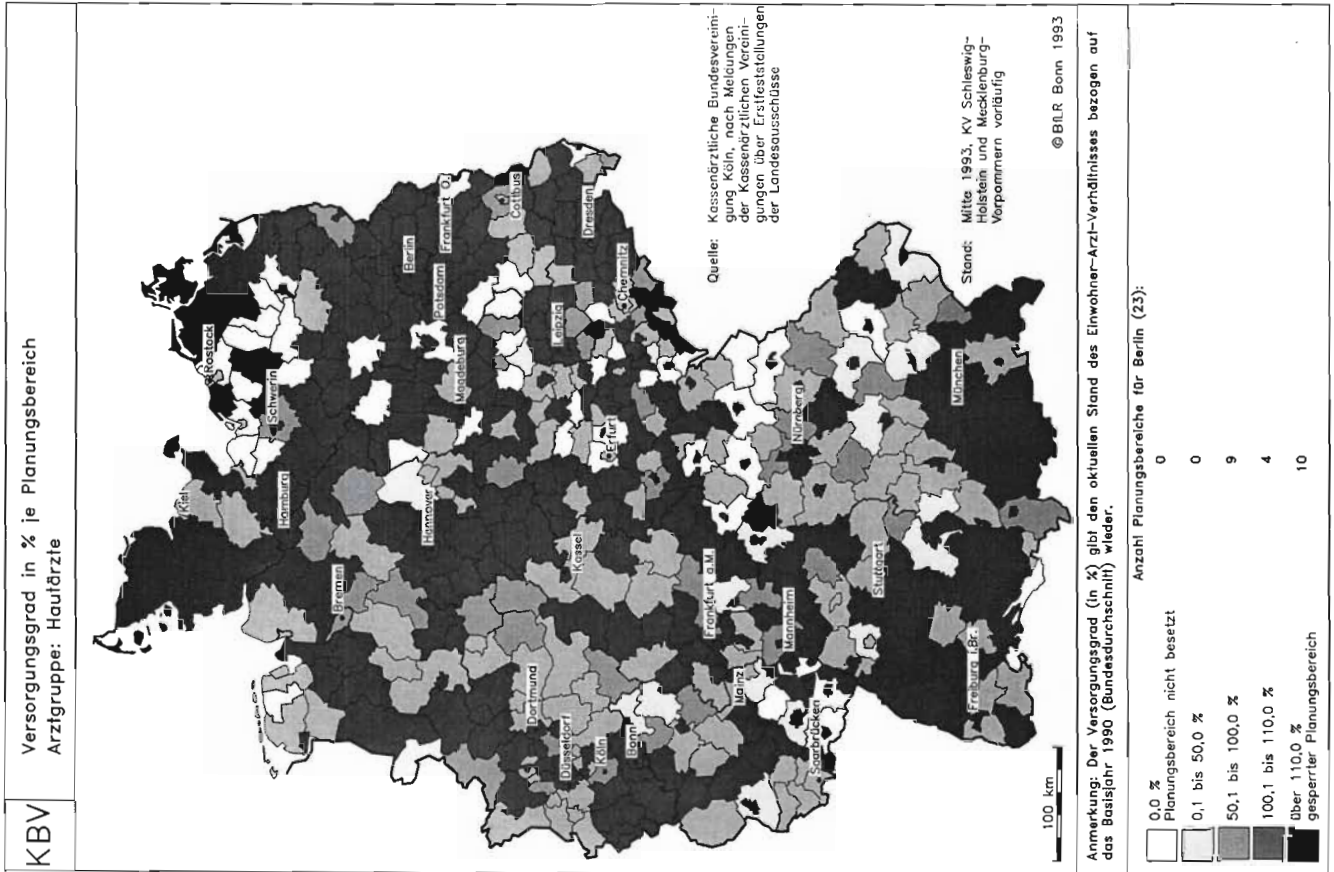 KBV
Versorgungsgrad in % je Planungsbereich
Arztgruppe: Hautärzte
Kiel
Rostock
Schwerin
Hamburg
Bremen
Hannover
Berlin
Potsdam
Frankfurt O.
Magdeburg
Cottbus
Dortmund
Düsseldorf
Kassel
Leipzig
Dresden
Köln
Bonn
Erfurt
Chemnitz
Frankfurt a.M.
Mainz
Mannheim
Nürnberg
Saarbrücken
Stuttgart
München
Freiburg i.Br.
100 km
Quelle: Kassenärztliche Bundesvereini-
gung Köln, nach Meldungen
der Kassenärztlichen Vereini-
gungen über Erstfeststellungen
der Landesausschüsse
Stand: Mitte 1993, KV Schleswig-
Holstein und Mecklenburg-
Vorpommern vorläufig
© BfLR Bonn 1993
Anmerkung: Der Versorgungsgrad (in %) gibt den aktuellen Stand des Einwohner-Arzt-Verhältnisses bezogen auf
das Basisjahr 1990 (Bundesdurchschnitt) wieder.
Anzahl Planungsbereiche für Berlin (23):
0,0 % 0
Planungsbereich nicht besetzt
0,1 bis 50,0 % 0
50,1 bis 100,0 % 9
100,1 bis 110,0 % 4
über 110,0 % 10
gesperrter Planungsbereich